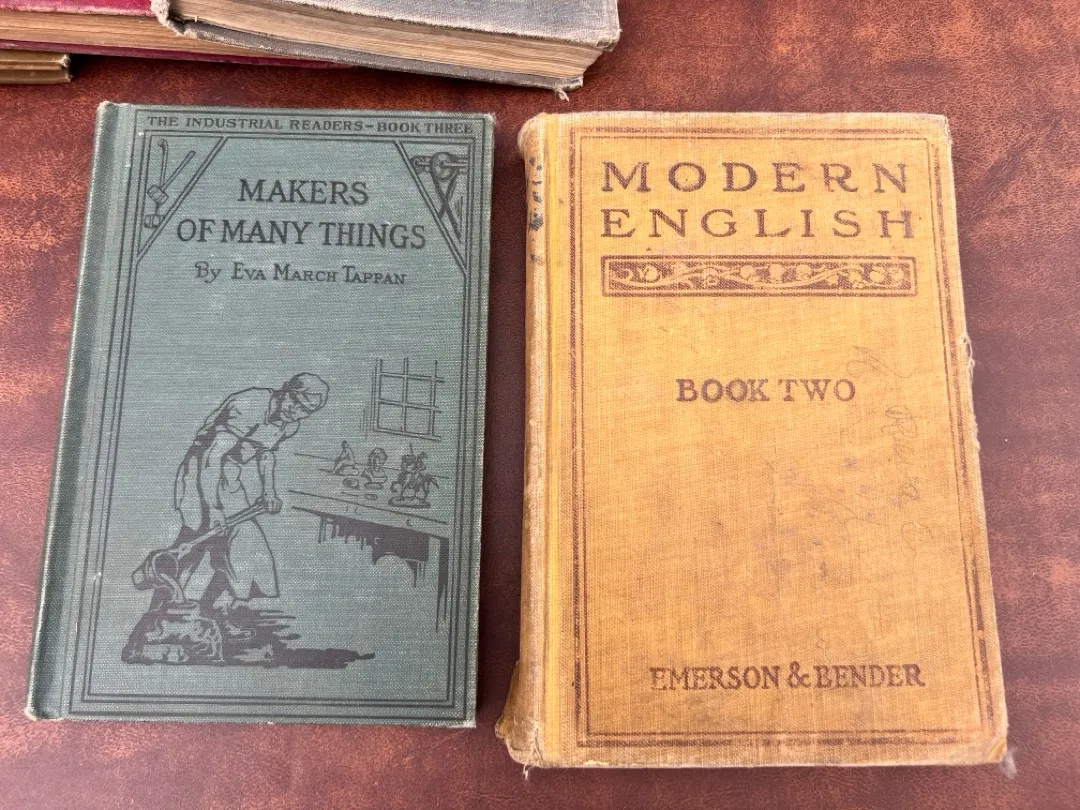 THE INDUSTRIAL READERS-BOOK THREE
MAKERS
OF MANY THINGS
By EVA MARCH TAPPAN
MODERN
ENGLISH
BOOK TWO
EMERSON & BENDER